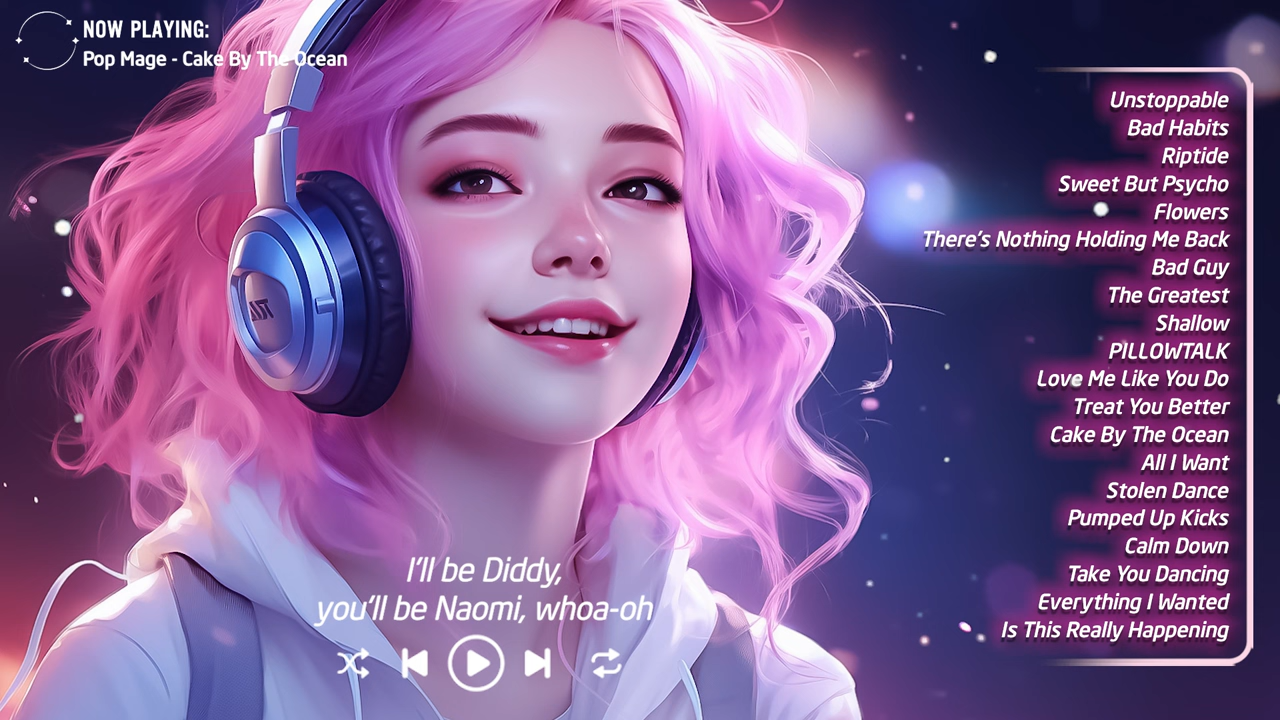 NOW PLAYING:
Pop Mage - Cake By The Ocean
Unstoppable
Bad Habits
Riptide
Sweet But Psycho
Flowers
There's Nothing Holding Me Back
Bad Guy
The Greatest
Shallow
PILLOWTALK
Love Me Like You Do
Treat You Better
Cake By The Ocean
All I Want
Stolen Dance
Pumped Up Kicks
Calm Down
Take You Dancing
Everything I Wanted
Is This Really Happening
I'll be Diddy,
you'll be Naomi, whoa-oh